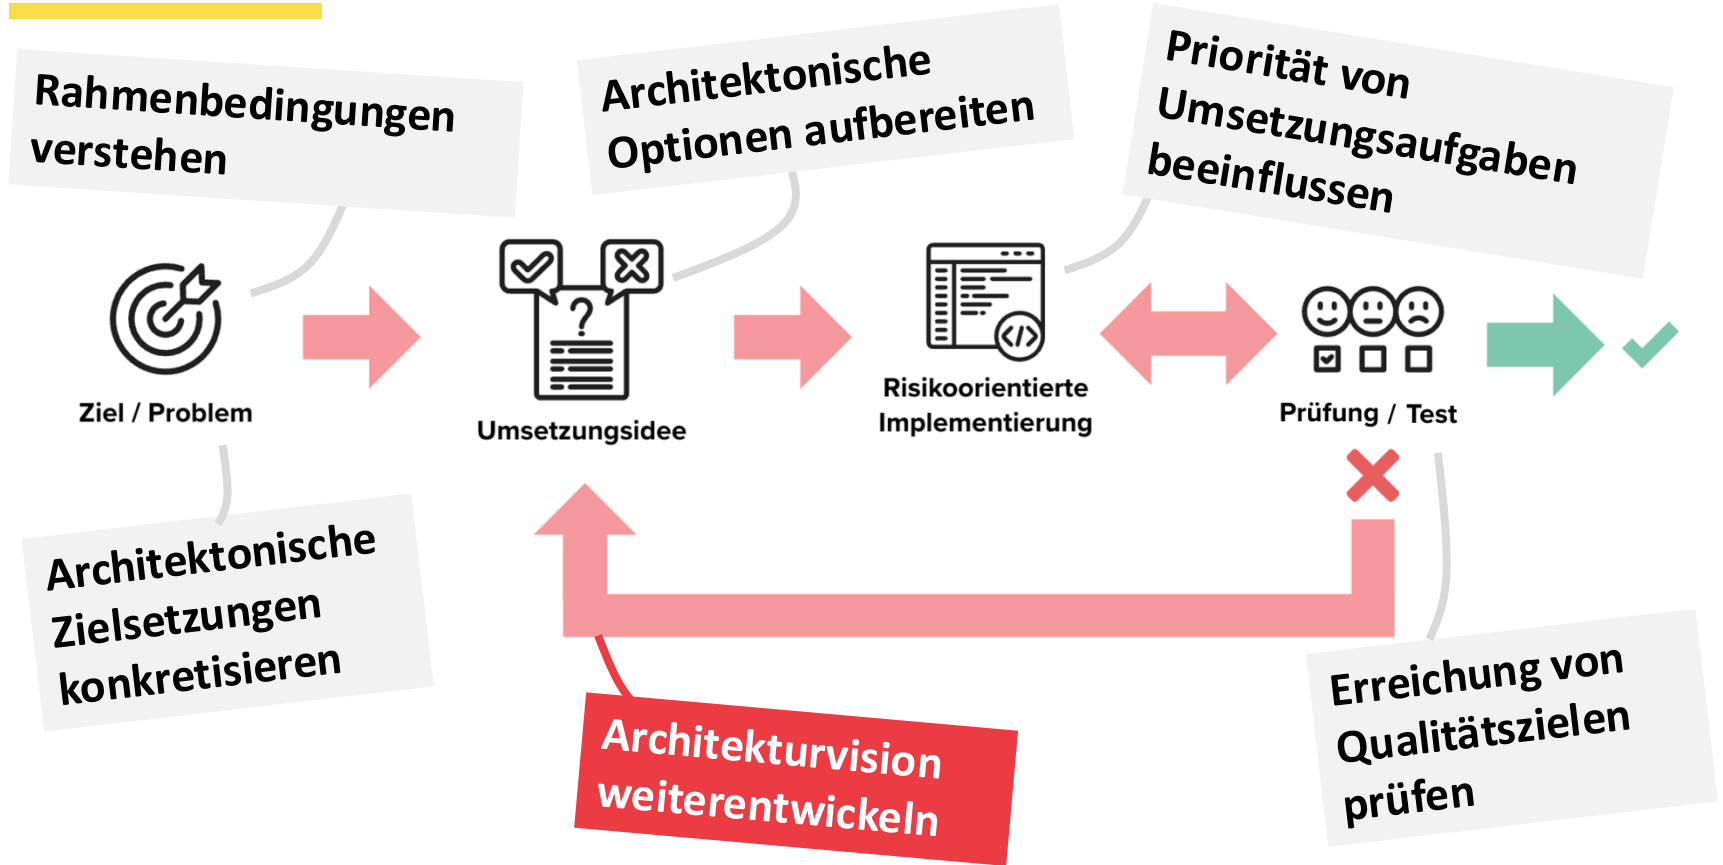 Rahmenbedingungen
verstehen
Architektonische
Optionen aufbereiten
Priorität von
Umsetzungsaufgaben
beeinflussen
?
</>
Ziel / Problem
Umsetzungsidee
Risikoorientierte
Implementierung
Prüfung / Test
Architektonische
Zielsetzungen
konkretisieren
Architekturvision
weiterentwickeln
Erreichung von
Qualitätszielen
prüfen